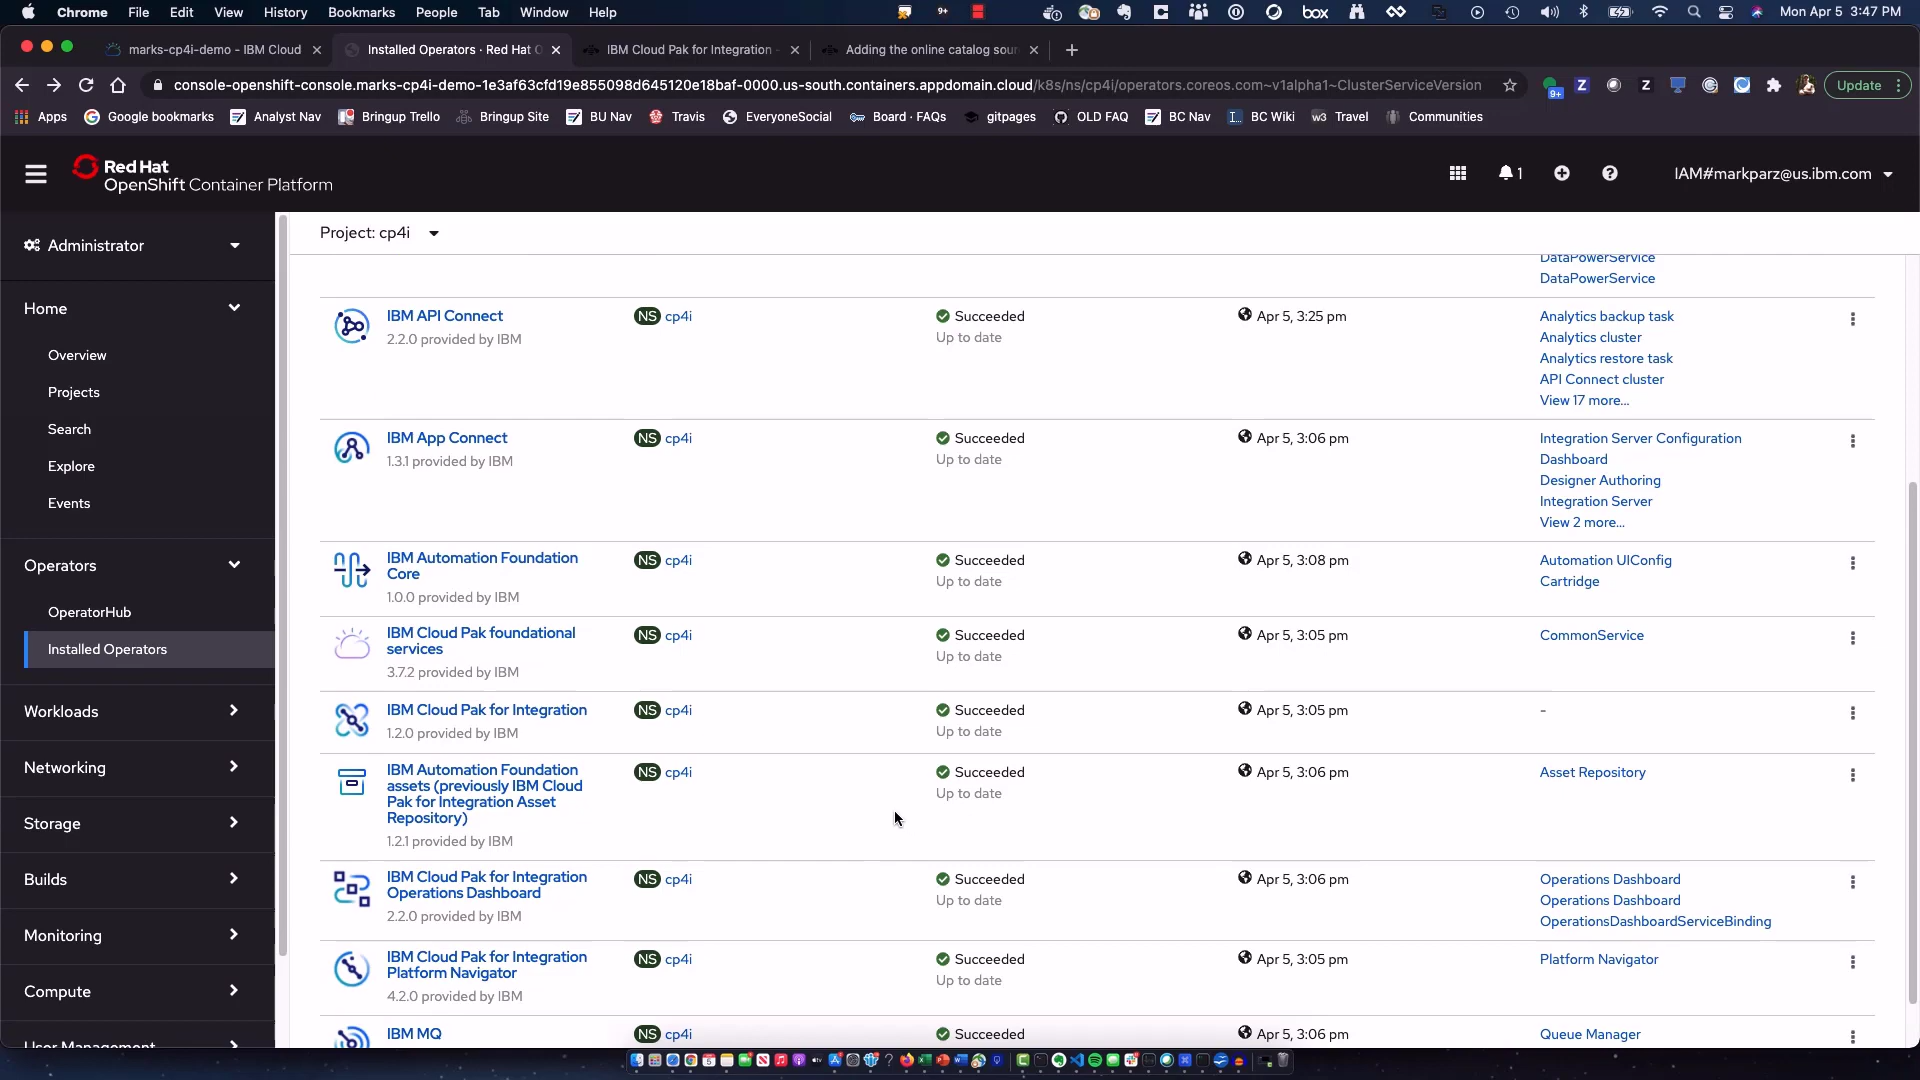 Chrome File Edit View History Bookmarks People Tab Window Help
9+
box
Mon Apr 5 3:47 PM
marks-cp4i-demo - IBM Cloud
Installed Operators · Red Hat O
IBM Cloud Pak for Integration -
Adding the online catalog sour
console-openshift-console.marks-cp4i-demo-1e3af63cfd19e855098d645120e18baf-0000.us-south.containers.appdomain.cloud/k8s/ns/cp4i/operators.coreos.com~v1alpha1~ClusterServiceVersion
9+
Update
Apps Google bookmarks Analyst Nav Bringup Trello Bringup Site BU Nav Travis EveryoneSocial Board · FAQs gitpages OLD FAQ BC Nav BC Wiki w3 Travel Communities
Red Hat
OpenShift Container Platform
1
IAM#markparz@us.ibm.com
Administrator
Home
Overview
Projects
Search
Explore
Events
Operators
OperatorHub
Installed Operators
Workloads
Networking
Storage
Builds
Monitoring
Compute
User Management
Project: cp4i
DataPowerService
DataPowerService
IBM API Connect
2.2.0 provided by IBM
NS cp4i
Succeeded
Up to date
Apr 5, 3:25 pm
Analytics backup task
Analytics cluster
Analytics restore task
API Connect cluster
View 17 more...
IBM App Connect
1.3.1 provided by IBM
NS cp4i
Succeeded
Up to date
Apr 5, 3:06 pm
Integration Server Configuration
Dashboard
Designer Authoring
Integration Server
View 2 more...
IBM Automation Foundation
Core
1.0.0 provided by IBM
NS cp4i
Succeeded
Up to date
Apr 5, 3:08 pm
Automation UIConfig
Cartridge
IBM Cloud Pak foundational
services
3.7.2 provided by IBM
NS cp4i
Succeeded
Up to date
Apr 5, 3:05 pm
CommonService
IBM Cloud Pak for Integration
1.2.0 provided by IBM
NS cp4i
Succeeded
Up to date
Apr 5, 3:05 pm
-
IBM Automation Foundation
assets (previously IBM Cloud
Pak for Integration Asset
Repository)
1.2.1 provided by IBM
NS cp4i
Succeeded
Up to date
Apr 5, 3:06 pm
Asset Repository
IBM Cloud Pak for Integration
Operations Dashboard
2.2.0 provided by IBM
NS cp4i
Succeeded
Up to date
Apr 5, 3:06 pm
Operations Dashboard
Operations Dashboard
OperationsDashboardServiceBinding
IBM Cloud Pak for Integration
Platform Navigator
4.2.0 provided by IBM
NS cp4i
Succeeded
Up to date
Apr 5, 3:05 pm
Platform Navigator
IBM MQ
NS cp4i
Succeeded
Apr 5, 3:06 pm
Queue Manager